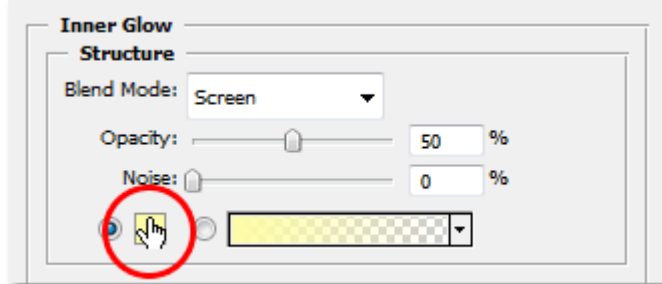 Inner Glow
Structure
Blend Mode: Screen
Opacity: 50 %
Noise: 0 %